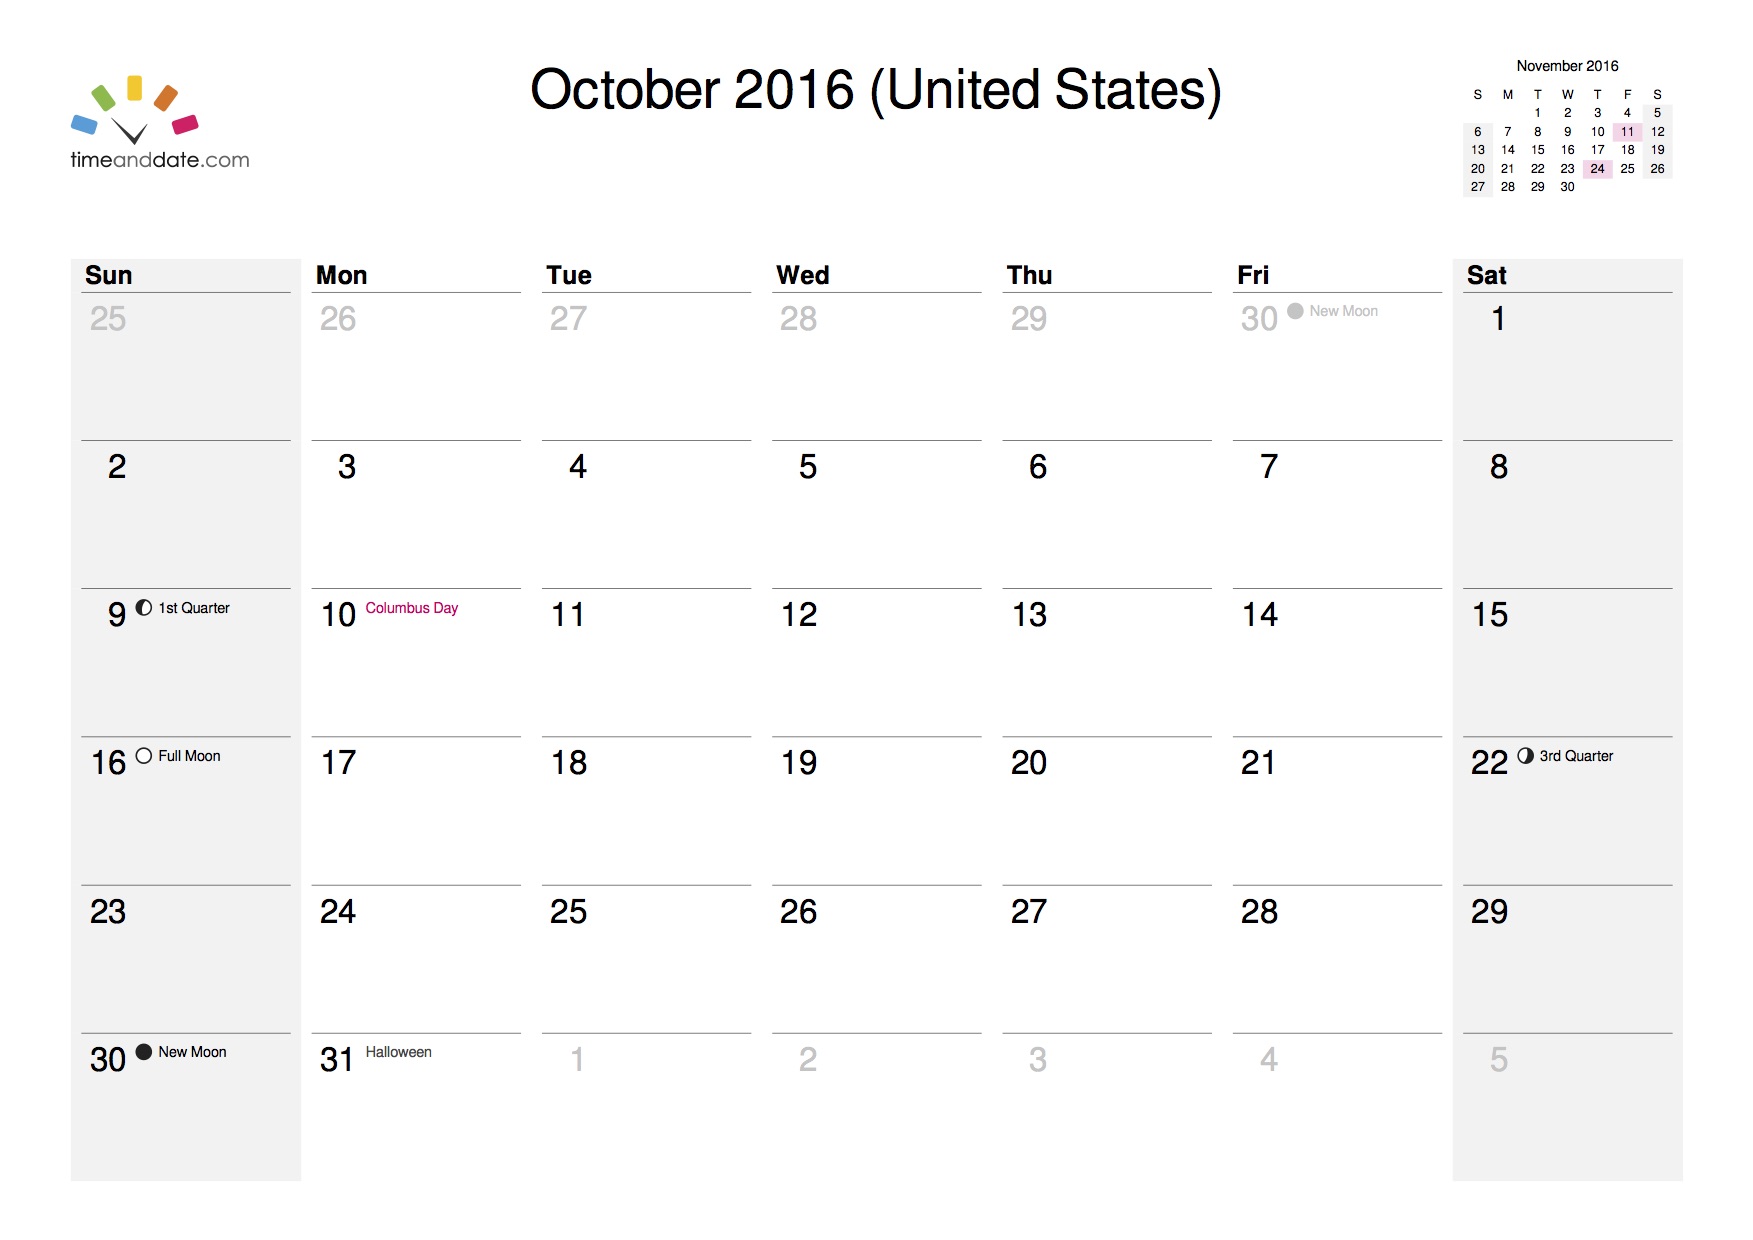 October 2016 (United States)
timeanddate.com
November 2016
S M T W T F S
1 2 3 4 5
6 7 8 9 10 11 12
13 14 15 16 17 18 19
20 21 22 23 24 25 26
27 28 29 30
Sun Mon Tue Wed Thu Fri Sat
25 26 27 28 29 30 New Moon 1
2 3 4 5 6 7 8
9 1st Quarter 10 Columbus Day 11 12 13 14 15
16 Full Moon 17 18 19 20 21 22 3rd Quarter
23 24 25 26 27 28 29
30 New Moon 31 Halloween 1 2 3 4 5